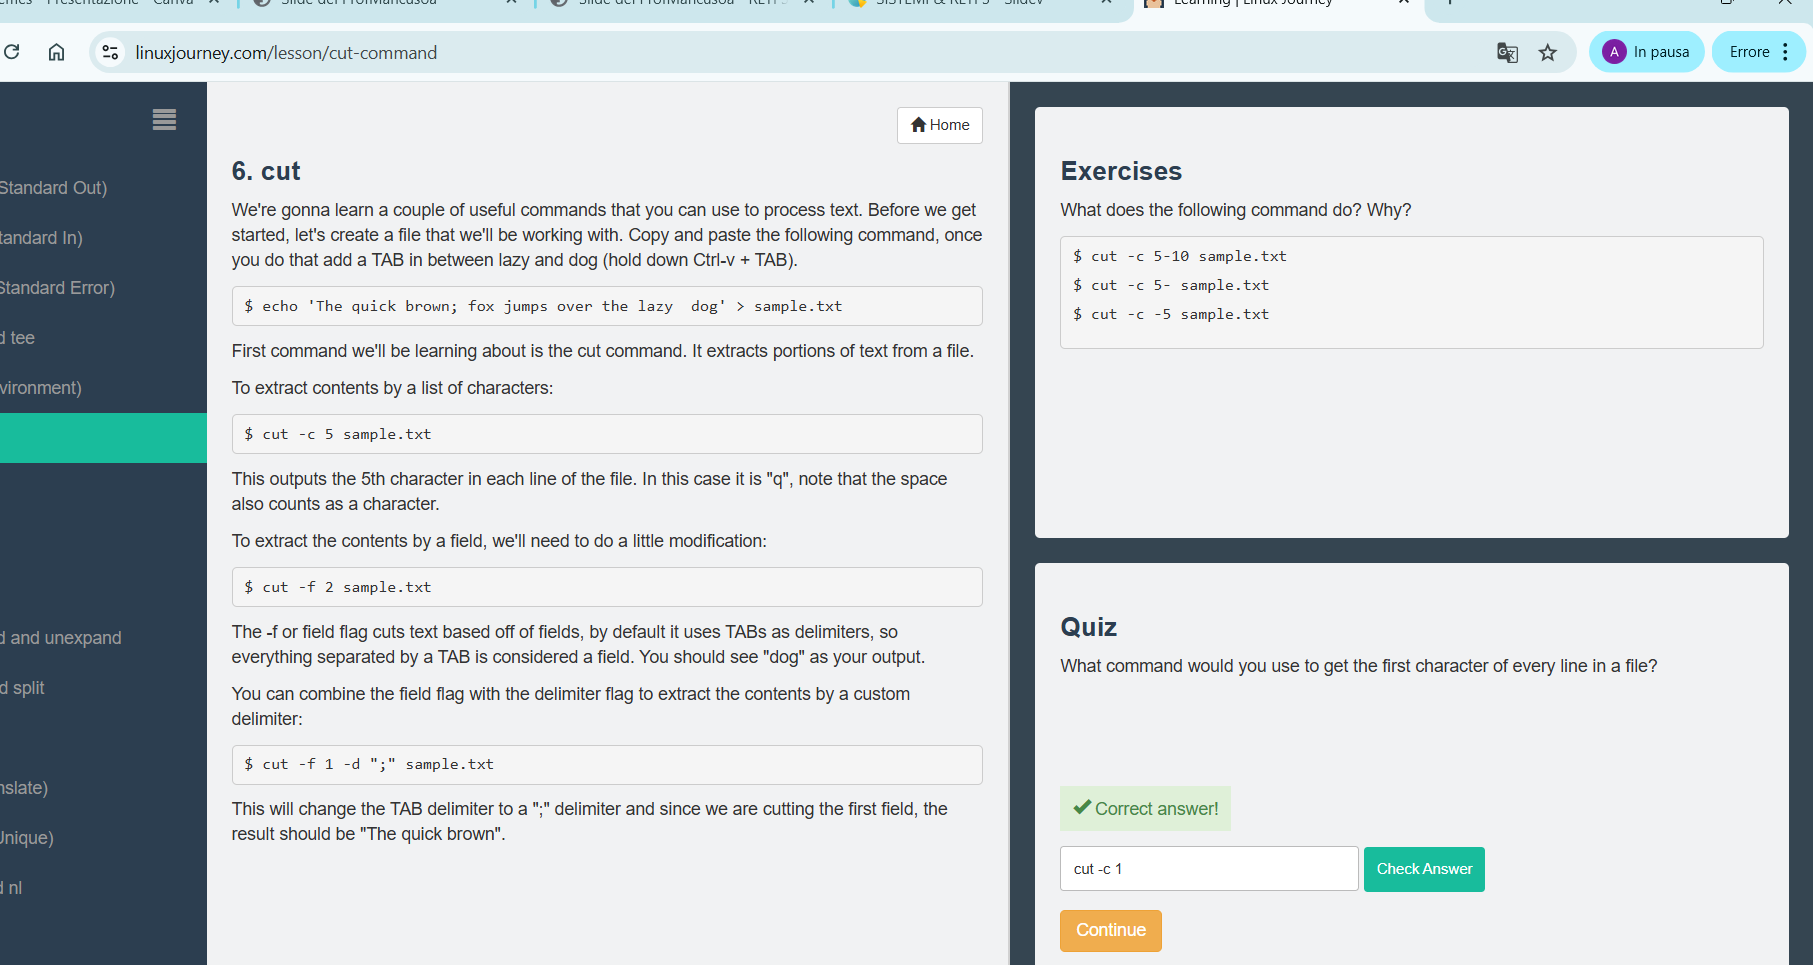 linuxjourney.com/lesson/cut-command
A In pausa
Errore
Standard Out)
tandard In)
Standard Error)
d tee
vironment)
d and unexpand
d split
nslate)
Unique)
d nl
Home
6. cut
We're gonna learn a couple of useful commands that you can use to process text. Before we get
started, let's create a file that we'll be working with. Copy and paste the following command, once
you do that add a TAB in between lazy and dog (hold down Ctrl-v + TAB).
$ echo 'The quick brown; fox jumps over the lazy  dog' > sample.txt
First command we'll be learning about is the cut command. It extracts portions of text from a file.
To extract contents by a list of characters:
$ cut -c 5 sample.txt
This outputs the 5th character in each line of the file. In this case it is "q", note that the space
also counts as a character.
To extract the contents by a field, we'll need to do a little modification:
$ cut -f 2 sample.txt
The -f or field flag cuts text based off of fields, by default it uses TABs as delimiters, so
everything separated by a TAB is considered a field. You should see "dog" as your output.
You can combine the field flag with the delimiter flag to extract the contents by a custom
delimiter:
$ cut -f 1 -d ";" sample.txt
This will change the TAB delimiter to a ";" delimiter and since we are cutting the first field, the
result should be "The quick brown".
Exercises
What does the following command do? Why?
$ cut -c 5-10 sample.txt
$ cut -c 5- sample.txt
$ cut -c -5 sample.txt
Quiz
What command would you use to get the first character of every line in a file?
Correct answer!
cut -c 1
Check Answer
Continue